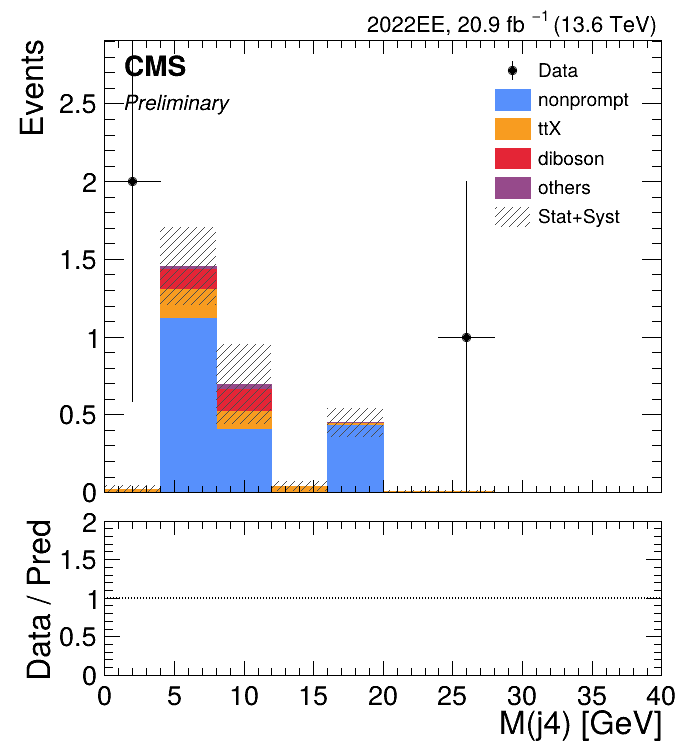 2022EE, 20.9 fb⁻¹ (13.6 TeV)
CMS
Preliminary
Events
2.5
2
1.5
1
0.5
0
Data
nonprompt
ttX
diboson
others
Stat+Syst
Data / Pred
2
1.5
1
0.5
0
0 5 10 15 20 25 30 35 40
M(j4) [GeV]